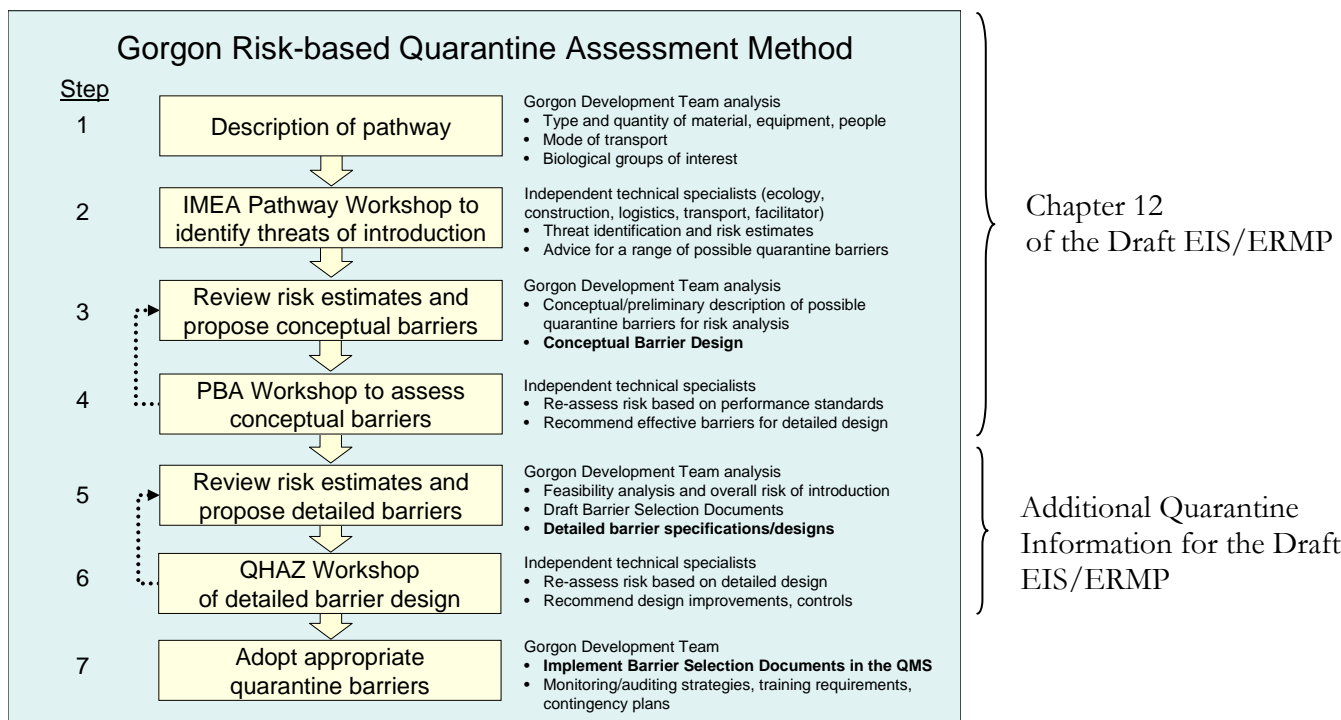 Gorgon Risk-based Quarantine Assessment Method
Step
1
Description of pathway
Gorgon Development Team analysis
• Type and quantity of material, equipment, people
• Mode of transport
• Biological groups of interest
2
IMEA Pathway Workshop to
identify threats of introduction
Independent technical specialists (ecology,
construction, logistics, transport, facilitator)
• Threat identification and risk estimates
• Advice for a range of possible quarantine barriers
3
Review risk estimates and
propose conceptual barriers
Gorgon Development Team analysis
• Conceptual/preliminary description of possible
quarantine barriers for risk analysis
• Conceptual Barrier Design
4
PBA Workshop to assess
conceptual barriers
Independent technical specialists
• Re-assess risk based on performance standards
• Recommend effective barriers for detailed design
Chapter 12
of the Draft EIS/ERMP
5
Review risk estimates and
propose detailed barriers
Gorgon Development Team analysis
• Feasibility analysis and overall risk of introduction
• Draft Barrier Selection Documents
• Detailed barrier specifications/designs
6
QHAZ Workshop
of detailed barrier design
Independent technical specialists
• Re-assess risk based on detailed design
• Recommend design improvements, controls
Additional Quarantine
Information for the Draft
EIS/ERMP
7
Adopt appropriate
quarantine barriers
Gorgon Development Team
• Implement Barrier Selection Documents in the QMS
• Monitoring/auditing strategies, training requirements,
contingency plans